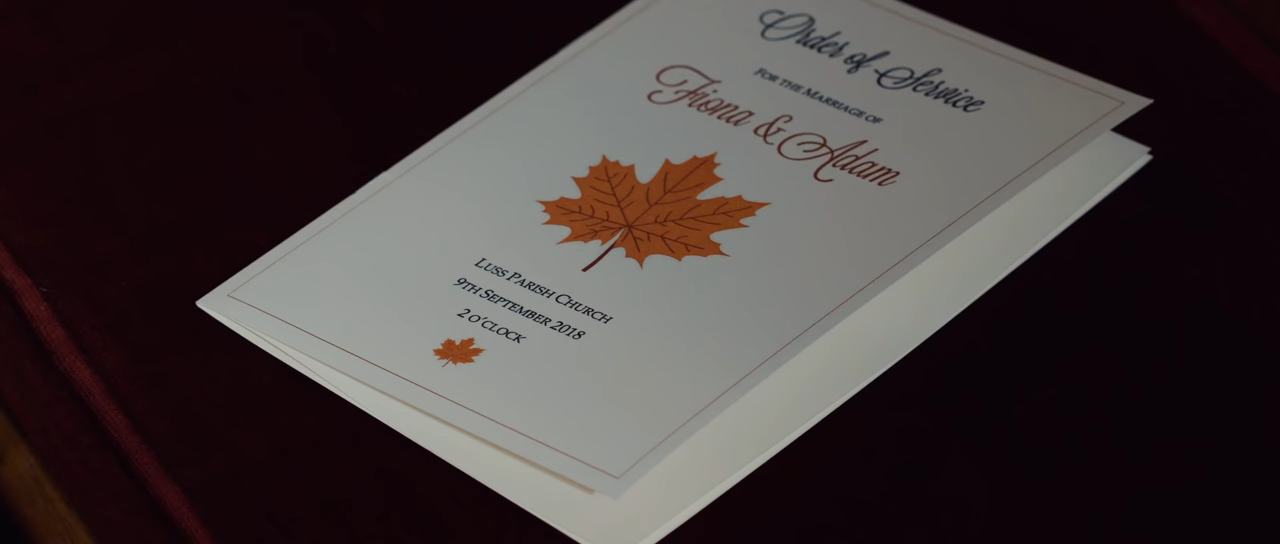 Order of Service
FOR THE MARRIAGE OF
Fiona & Adam
LUSS PARISH CHURCH
9TH SEPTEMBER 2018
2 O'CLOCK